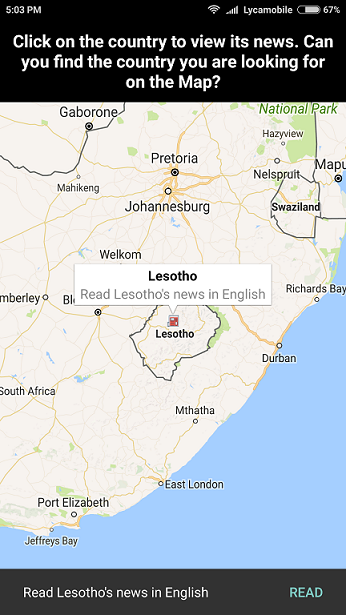 5:03 PM
Lycamobile
67%
Click on the country to view its news. Can
you find the country you are looking for
on the Map?
National Park
Gaborone
Hazyview
Pretoria
Nelspruit
Mapu
Mahikeng
Johannesburg
Swaziland
Welkom
Lesotho
Read Lesotho's news in English
Richards Bay
mberley
Bl
Lesotho
Durban
South Africa
Mthatha
East London
Port Elizabeth
Jeffreys Bay
Read Lesotho's news in English
READ